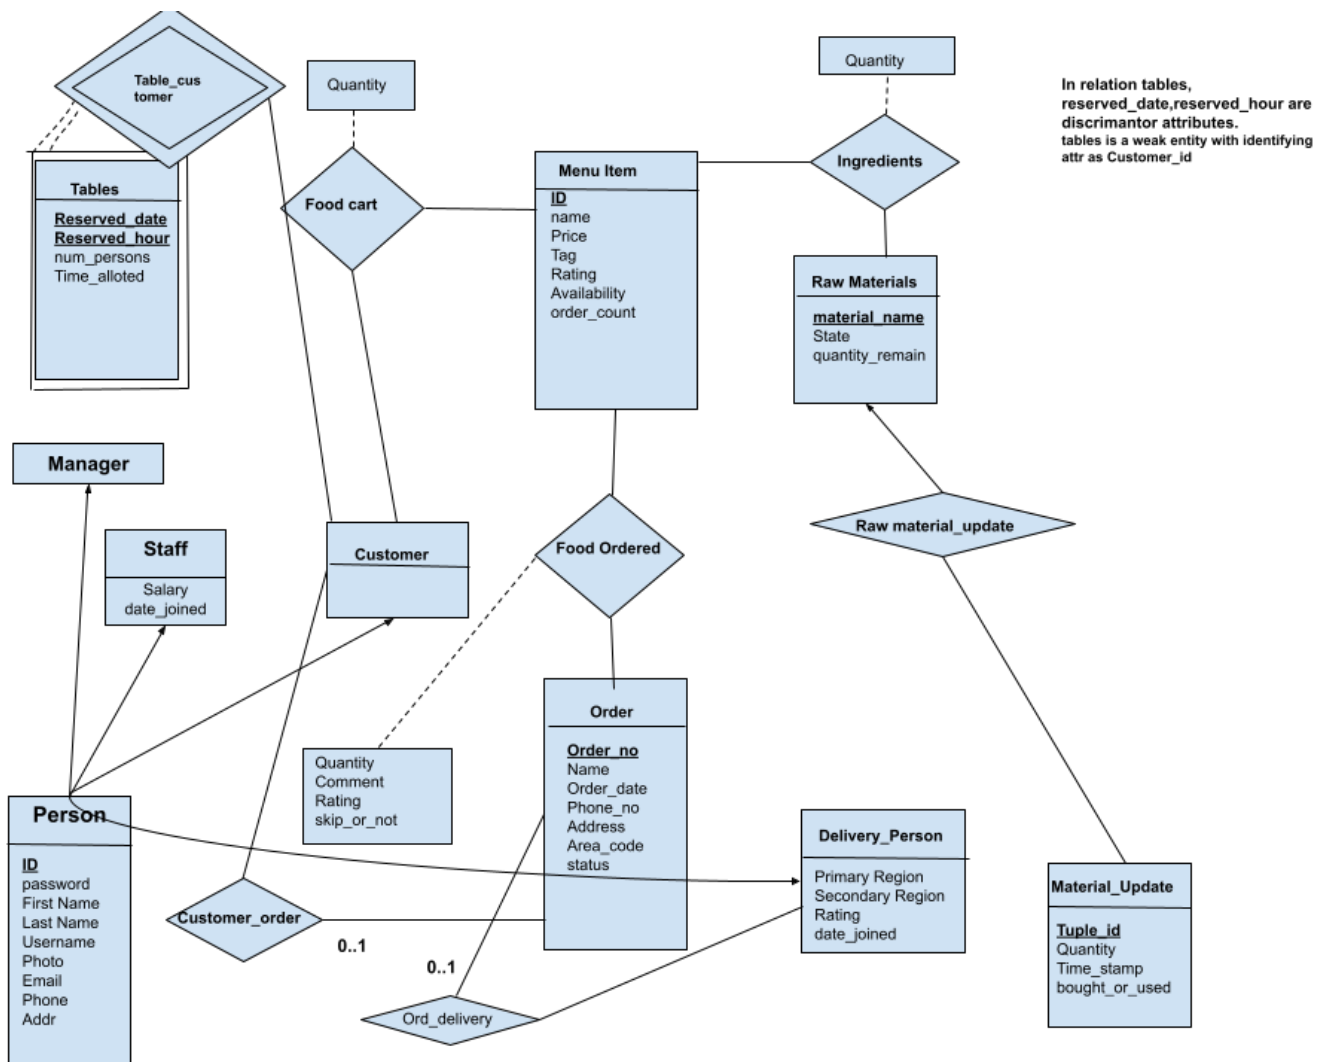 Table_cus
tomer
Quantity
Quantity
In relation tables,
reserved_date,reserved_hour are
discrimantor attributes.
tables is a weak entity with identifying
attr as Customer_id
Tables
Reserved_date
Reserved_hour
num_persons
Time_alloted
Food cart
Menu Item
ID
name
Price
Tag
Rating
Availability
order_count
Ingredients
Raw Materials
material_name
State
quantity_remain
Manager
Staff
Salary
date_joined
Customer
Food Ordered
Raw material_update
Quantity
Comment
Rating
skip_or_not
Order
Order_no
Name
Order_date
Phone_no
Address
Area_code
status
Person
ID
password
First Name
Last Name
Username
Photo
Email
Phone
Addr
Customer_order
0..1
0..1
Ord_delivery
Delivery_Person
Primary Region
Secondary Region
Rating
date_joined
Material_Update
Tuple_id
Quantity
Time_stamp
bought_or_used